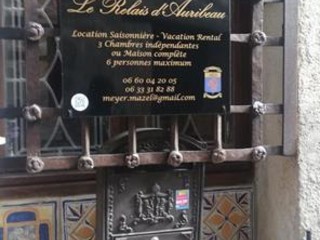 Le Relais d'Auribeau
Location Saisonnière - Vacation Rental
3 Chambres indépendantes
ou Maison complète
6 personnes maximum
06 60 04 20 05
06 33 31 82 88
meyer.mazel@gmail.com